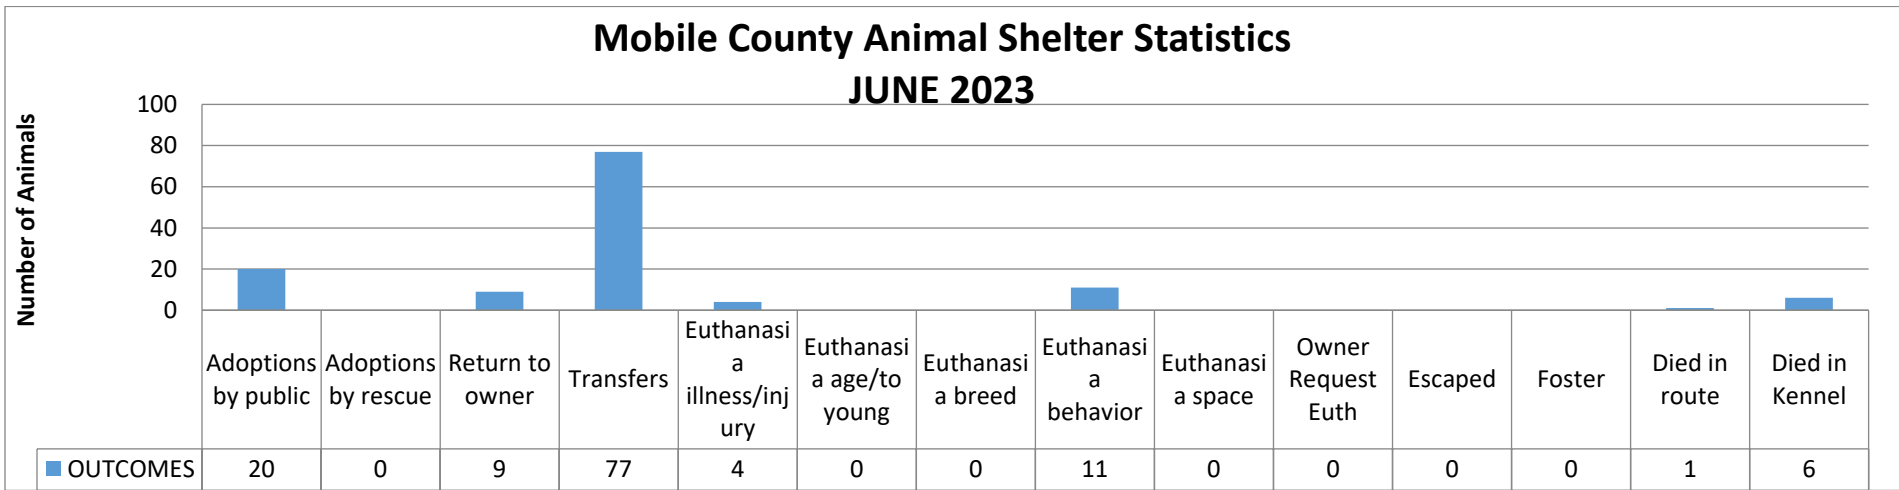 Mobile County Animal Shelter Statistics
JUNE 2023
Number of Animals
100
80
60
40
20
0
Adoptions
by public
Adoptions
by rescue
Return to
owner
Transfers
Euthanasi
a
illness/inj
ury
Euthanasi
a age/to
young
Euthanasi
a breed
Euthanasi
a
behavior
Euthanasi
a space
Owner
Request
Euth
Escaped
Foster
Died in
route
Died in
Kennel
OUTCOMES 20 0 9 77 4 0 0 11 0 0 0 0 1 6